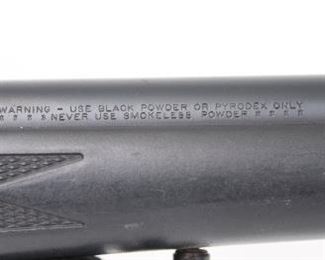 WARNING - USE BLACK POWDER OR PYRODEX ONLY
* * * * NEVER USE SMOKELESS POWDER * * * *